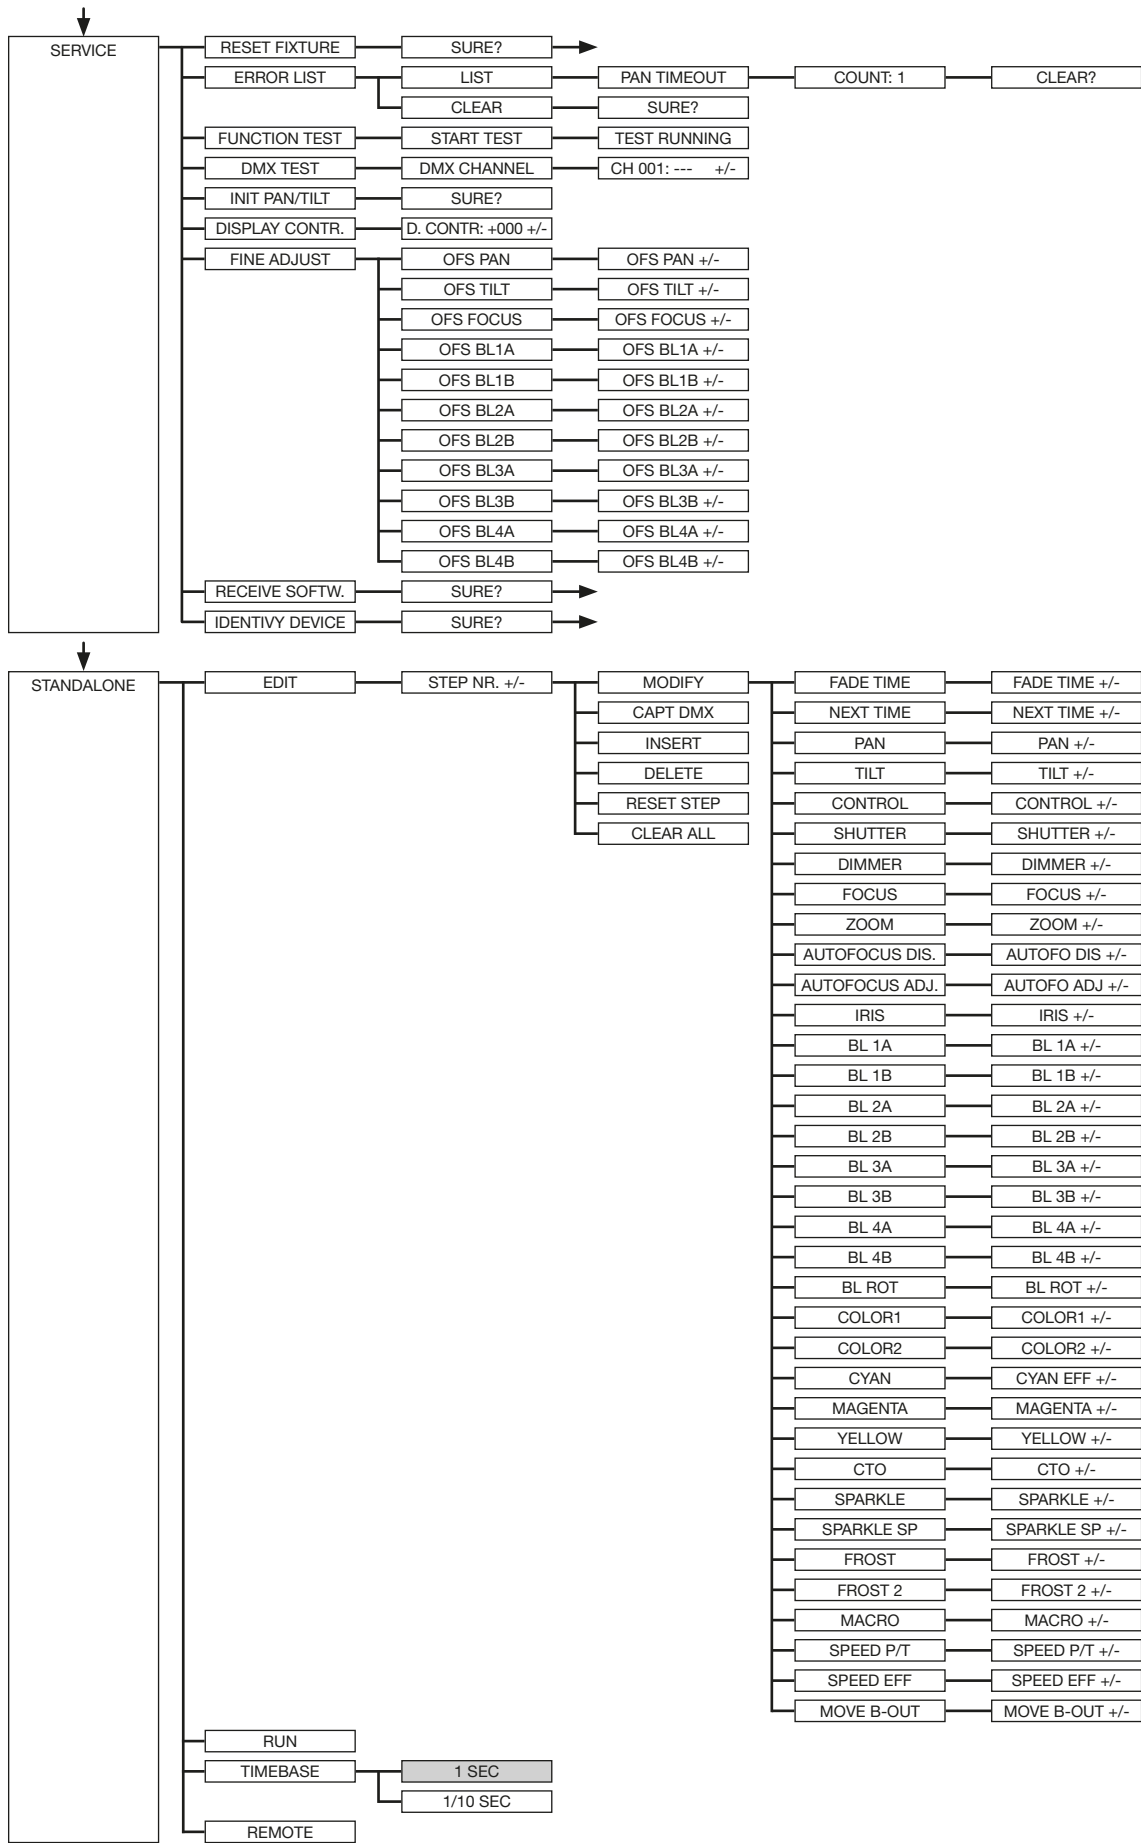 SERVICE RESET FIXTURE SURE?
ERROR LIST LIST PAN TIMEOUT COUNT: 1 CLEAR?
CLEAR SURE?
FUNCTION TEST START TEST TEST RUNNING
DMX TEST DMX CHANNEL CH 001: --- +/-
INIT PAN/TILT SURE?
DISPLAY CONTR. D. CONTR: +000 +/-
FINE ADJUST OFS PAN OFS PAN +/-
OFS TILT OFS TILT +/-
OFS FOCUS OFS FOCUS +/-
OFS BL1A OFS BL1A +/-
OFS BL1B OFS BL1B +/-
OFS BL2A OFS BL2A +/-
OFS BL2B OFS BL2B +/-
OFS BL3A OFS BL3A +/-
OFS BL3B OFS BL3B +/-
OFS BL4A OFS BL4A +/-
OFS BL4B OFS BL4B +/-
RECEIVE SOFTW. SURE?
IDENTIVY DEVICE SURE?
STANDALONE EDIT STEP NR. +/- MODIFY FADE TIME FADE TIME +/-
CAPT DMX NEXT TIME NEXT TIME +/-
INSERT PAN PAN +/-
DELETE TILT TILT +/-
RESET STEP CONTROL CONTROL +/-
CLEAR ALL SHUTTER SHUTTER +/-
DIMMER DIMMER +/-
FOCUS FOCUS +/-
ZOOM ZOOM +/-
AUTOFOCUS DIS. AUTOFO DIS +/-
AUTOFOCUS ADJ. AUTOFO ADJ +/-
IRIS IRIS +/-
BL 1A BL 1A +/-
BL 1B BL 1B +/-
BL 2A BL 2A +/-
BL 2B BL 2B +/-
BL 3A BL 3A +/-
BL 3B BL 3B +/-
BL 4A BL 4A +/-
BL 4B BL 4B +/-
BL ROT BL ROT +/-
COLOR1 COLOR1 +/-
COLOR2 COLOR2 +/-
CYAN CYAN EFF +/-
MAGENTA MAGENTA +/-
YELLOW YELLOW +/-
CTO CTO +/-
SPARKLE SPARKLE +/-
SPARKLE SP SPARKLE SP +/-
FROST FROST +/-
FROST 2 FROST 2 +/-
MACRO MACRO +/-
SPEED P/T SPEED P/T +/-
SPEED EFF SPEED EFF +/-
MOVE B-OUT MOVE B-OUT +/-
RUN
TIMEBASE 1 SEC
1/10 SEC
REMOTE